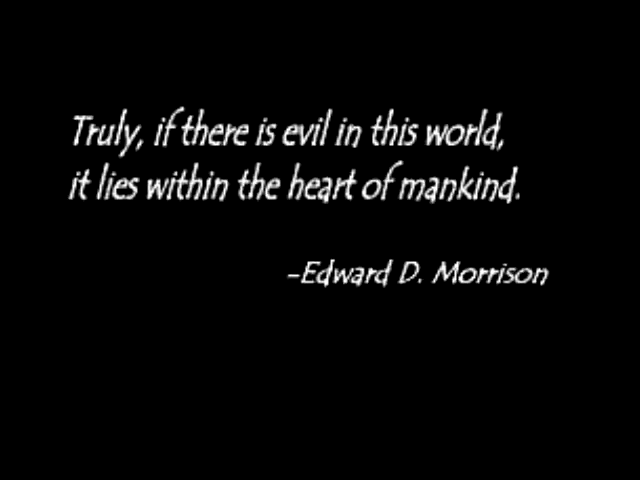 Truly, if there is evil in this world,
it lies within the heart of mankind.
-Edward D. Morrison